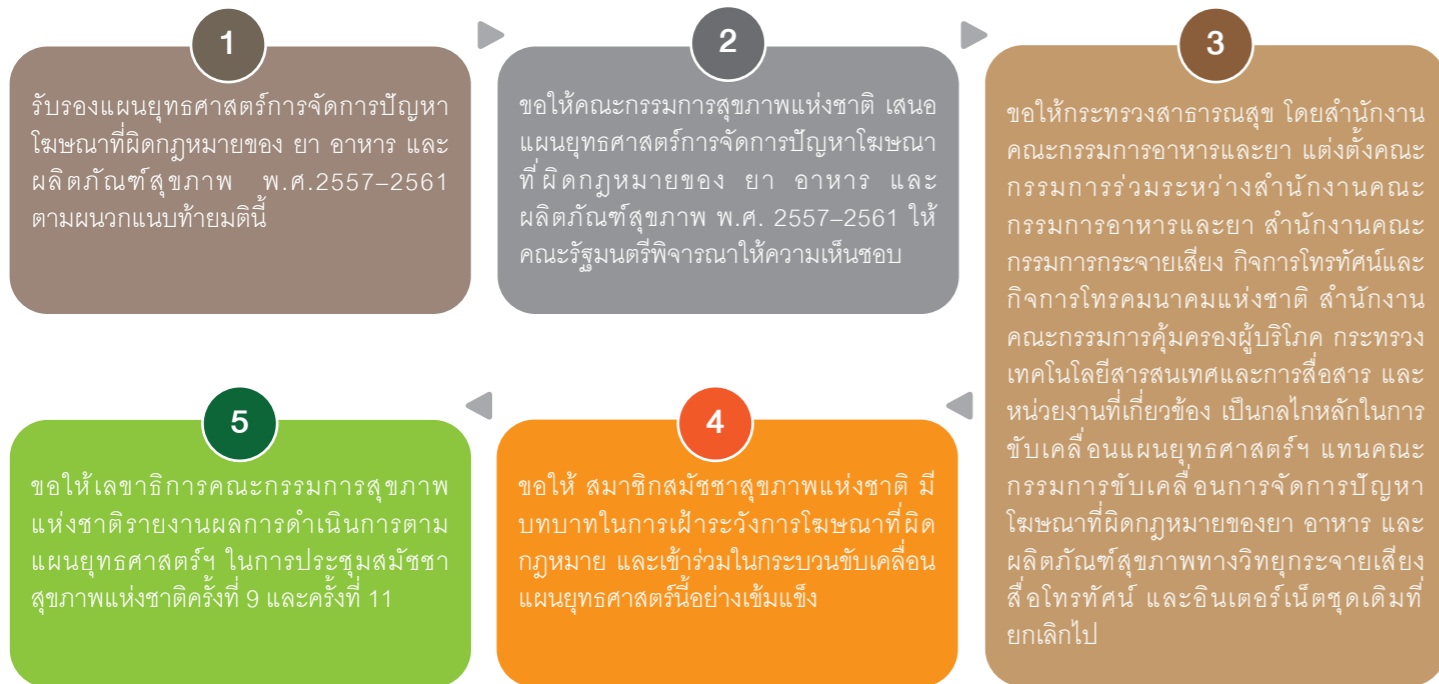 1
รับรองแผนยุทธศาสตร์การจัดการปัญหา
โฆษณาที่ผิดกฎหมายของ ยา อาหาร และ
ผลิตภัณฑ์สุขภาพ พ.ศ.2557–2561
ตามผนวกแนบท้ายมตินี้
2
ขอให้คณะกรรมการสุขภาพแห่งชาติ เสนอ
แผนยุทธศาสตร์การจัดการปัญหาโฆษณา
ที่ผิดกฎหมายของ ยา อาหาร และ
ผลิตภัณฑ์สุขภาพ พ.ศ. 2557–2561 ให้
คณะรัฐมนตรีพิจารณาให้ความเห็นชอบ
3
ขอให้กระทรวงสาธารณสุข โดยสำนักงาน
คณะกรรมการอาหารและยา แต่งตั้งคณะ
กรรมการร่วมระหว่างสำนักงานคณะ
กรรมการอาหารและยา สำนักงานคณะ
กรรมการกระจายเสี่ยง กิจการโทรทัศน์และ
กิจการโทรคมนาคมแห่งชาติ สำนักงาน
คณะกรรมการคุ้มครองผู้บริโภค กระทรวง
เทคโนโลยีสารสนเทศและการสื่อสาร และ
หน่วยงานที่เกี่ยวข้อง เป็นกลไกหลักในการ
ขับเคลื่อนแผนยุทธศาสตร์ฯ แทนคณะ
กรรมการขับเคลื่อนการจัดการปัญหา
โฆษณาที่ผิดกฎหมายของยา อาหาร และ
ผลิตภัณฑ์สุขภาพทางวิทยุกระจายเสียง
สื่อโทรทัศน์ และอินเตอร์เน็ตชุดเดิมที่
ยกเลิกไป
4
ขอให้ สมาชิกสมัชชาสุขภาพแห่งชาติ มี
บทบาทในการเฝ้าระวังการโฆษณาที่ผิด
กฎหมาย และเข้าร่วมในกระบวนขับเคลื่อน
แผนยุทธศาสตร์นี้อย่างเข้มแข็ง
5
ขอให้เลขาธิการคณะกรรมการสุขภาพ
แห่งชาติรายงานผลการดำเนินการตาม
แผนยุทธศาสตร์ฯ ในการประชุมสมัชชา
สุขภาพแห่งชาติครั้งที่ 9 และครั้งที่ 11